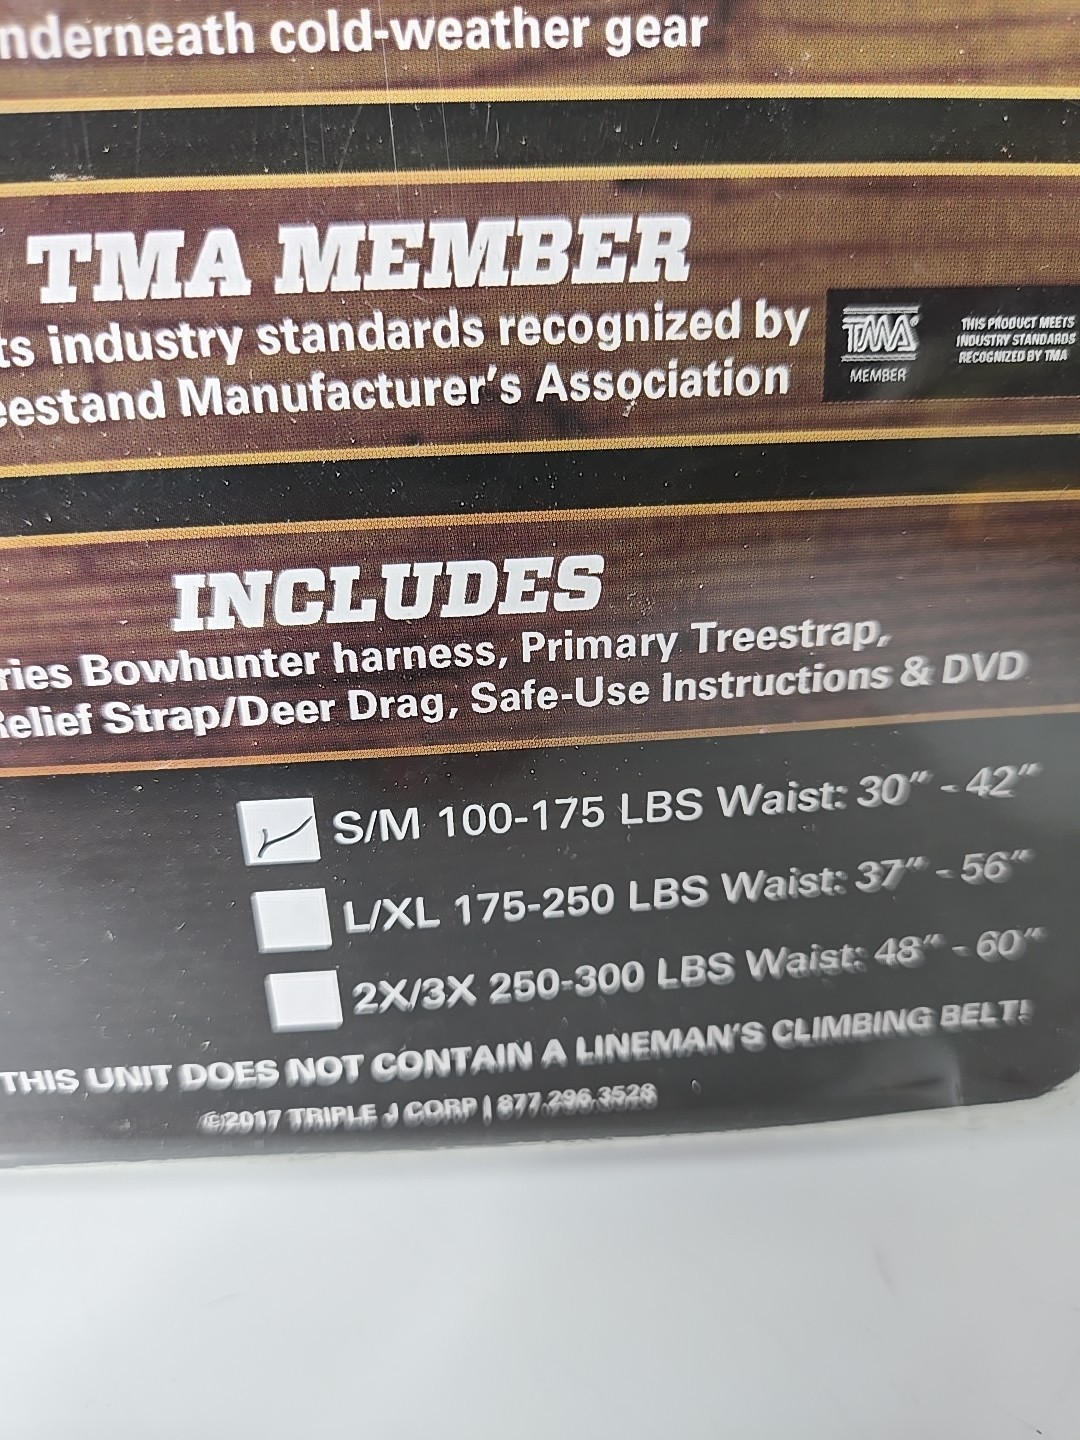 nderneath cold-weather gear
TMA MEMBER
ts industry standards recognized by
eestand Manufacturer's Association
TMA®
MEMBER
THIS PRODUCT MEETS
INDUSTRY STANDARDS
RECOGNIZED BY TMA
INCLUDES
ries Bowhunter harness, Primary Treestrap,
Relief Strap/Deer Drag, Safe-Use Instructions & DVD
S/M 100-175 LBS Waist: 30” - 42”
L/XL 175-250 LBS Waist: 37” - 56”
2X/3X 250-300 LBS Waist: 48” - 60”
THIS UNIT DOES NOT CONTAIN A LINEMAN'S CLIMBING BELT!
©2017 TRIPLE J CORP | 877.296.3528